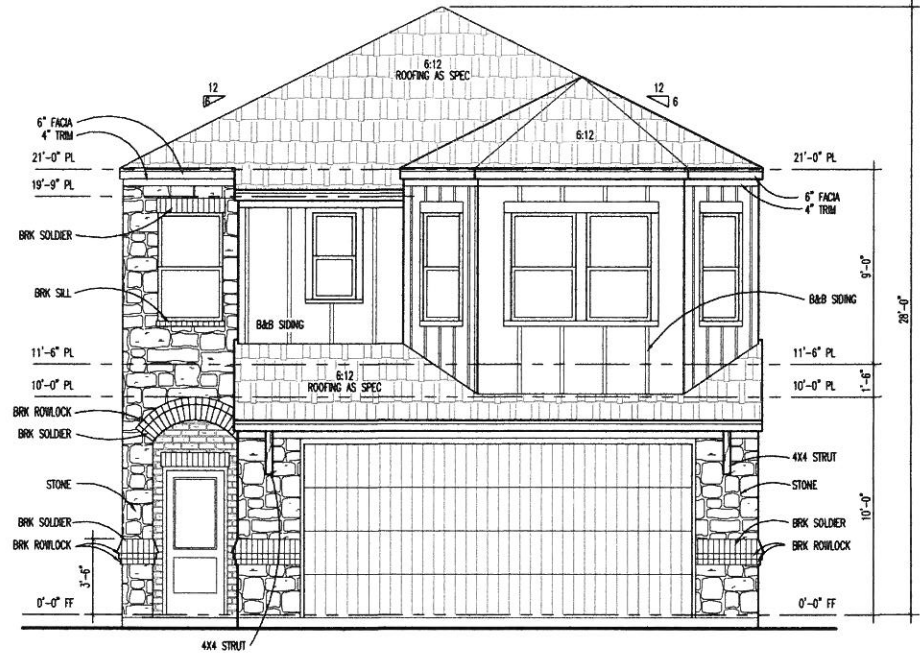 6:12
ROOFING AS SPEC
12
6
12
6
6" FACIA
4" TRIM
6:12
21'-0" PL
21'-0" PL
19'-9" PL
6" FACIA
4" TRIM
BRK SOLDIER
9'-0"
28'-0"
BRK SILL
B&B SIDING
B&B SIDING
11'-6" PL
11'-6" PL
6:12
ROOFING AS SPEC
1'-6"
10'-0" PL
10'-0" PL
BRK ROWLOCK
BRK SOLDIER
4X4 STRUT
STONE
STONE
10'-0"
BRK SOLDIER
BRK SOLDIER
BRK ROWLOCK
BRK ROWLOCK
3'-6"
0'-0" FF
0'-0" FF
4X4 STRUT